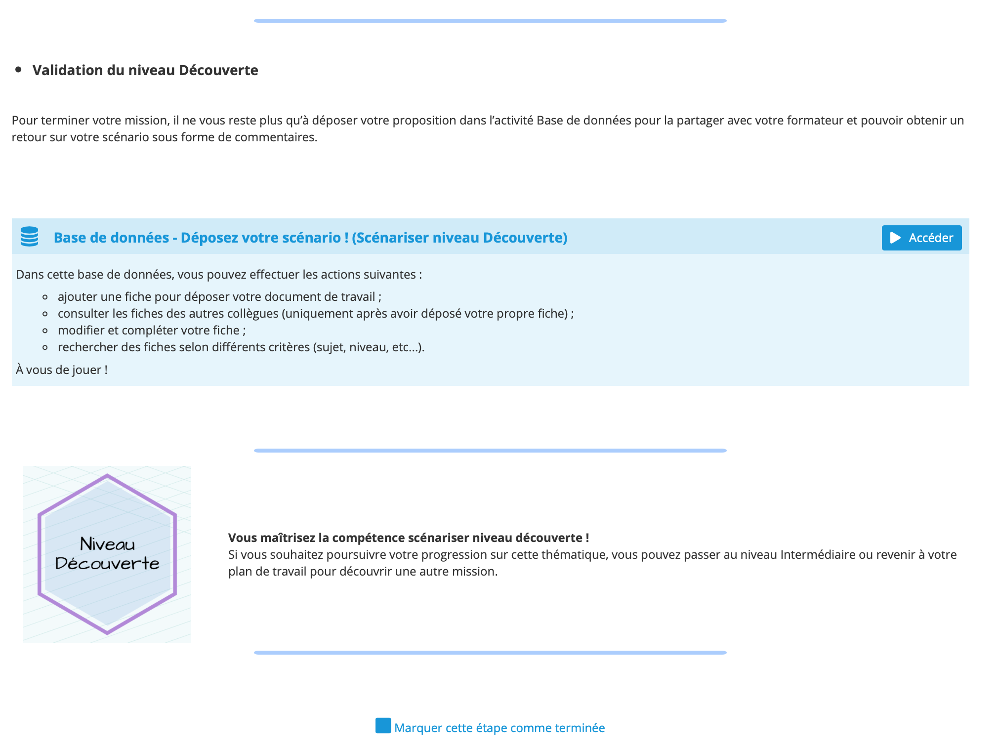 Validation du niveau Découverte
Pour terminer votre mission, il ne vous reste plus qu’à déposer votre proposition dans l’activité Base de données pour la partager avec votre formateur et pouvoir obtenir un
retour sur votre scénario sous forme de commentaires.
Base de données - Déposez votre scénario ! (Scénariser niveau Découverte)
Accéder
Dans cette base de données, vous pouvez effectuer les actions suivantes :
ajouter une fiche pour déposer votre document de travail ;
consulter les fiches des autres collègues (uniquement après avoir déposé votre propre fiche) ;
modifier et compléter votre fiche ;
rechercher des fiches selon différents critères (sujet, niveau, etc...).
À vous de jouer !
Niveau
Découverte
Vous maîtrisez la compétence scénariser niveau découverte !
Si vous souhaitez poursuivre votre progression sur cette thématique, vous pouvez passer au niveau Intermédiaire ou revenir à votre
plan de travail pour découvrir une autre mission.
Marquer cette étape comme terminée